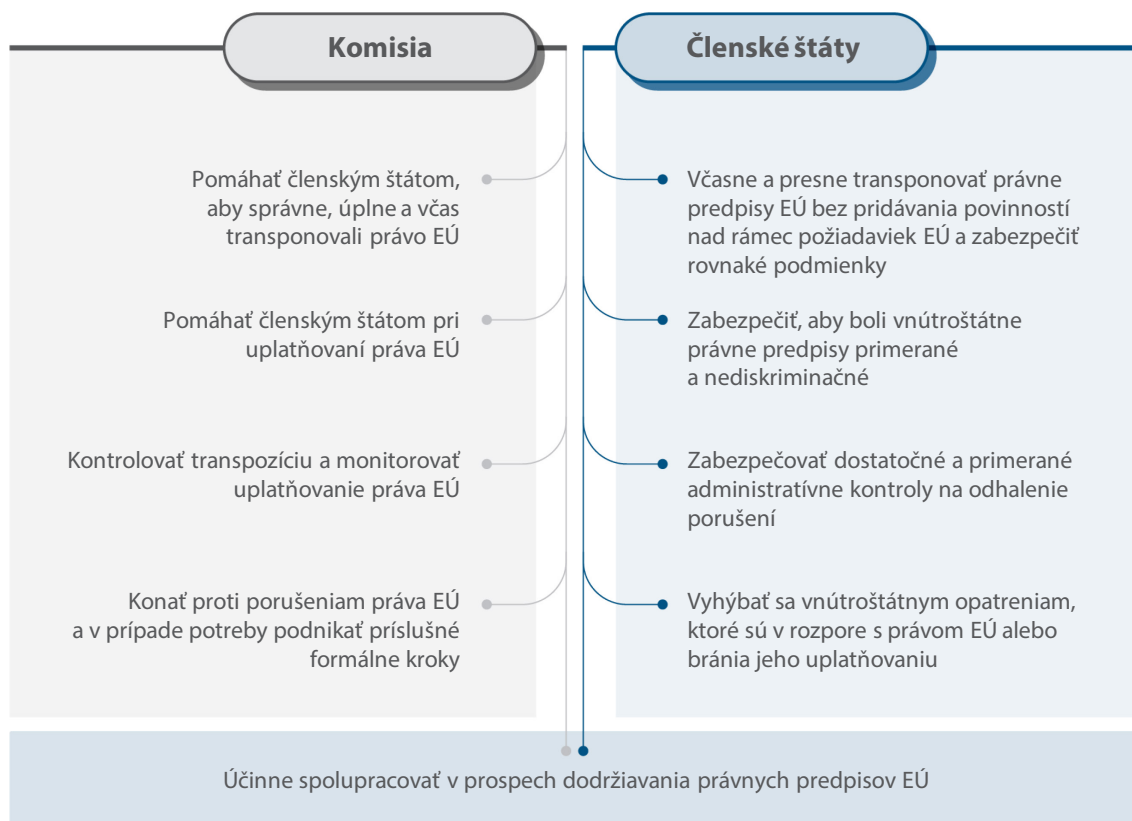 Komisia
Pomáhať členským štátom,
aby správne, úplne a včas
transponovali právo EÚ
Pomáhať členským štátom pri
uplatňovaní práva EÚ
Kontrolovať transpozíciu a monitorovať
uplatňovanie práva EÚ
Konať proti porušeniam práva EÚ
a v prípade potreby podnikať príslušné
formálne kroky
Členské štáty
Včasne a presne transponovať právne
predpisy EÚ bez pridávania povinností
nad rámec požiadaviek EÚ a zabezpečiť
rovnaké podmienky
Zabezpečiť, aby boli vnútroštátne
právne predpisy primerané
a nediskriminačné
Zabezpečovať dostatočné a primerané
administratívne kontroly na odhalenie
porušení
Vyhýbať sa vnútroštátnym opatreniam,
ktoré sú v rozpore s právom EÚ alebo
bránia jeho uplatňovaniu
Účinne spolupracovať v prospech dodržiavania právnych predpisov EÚ